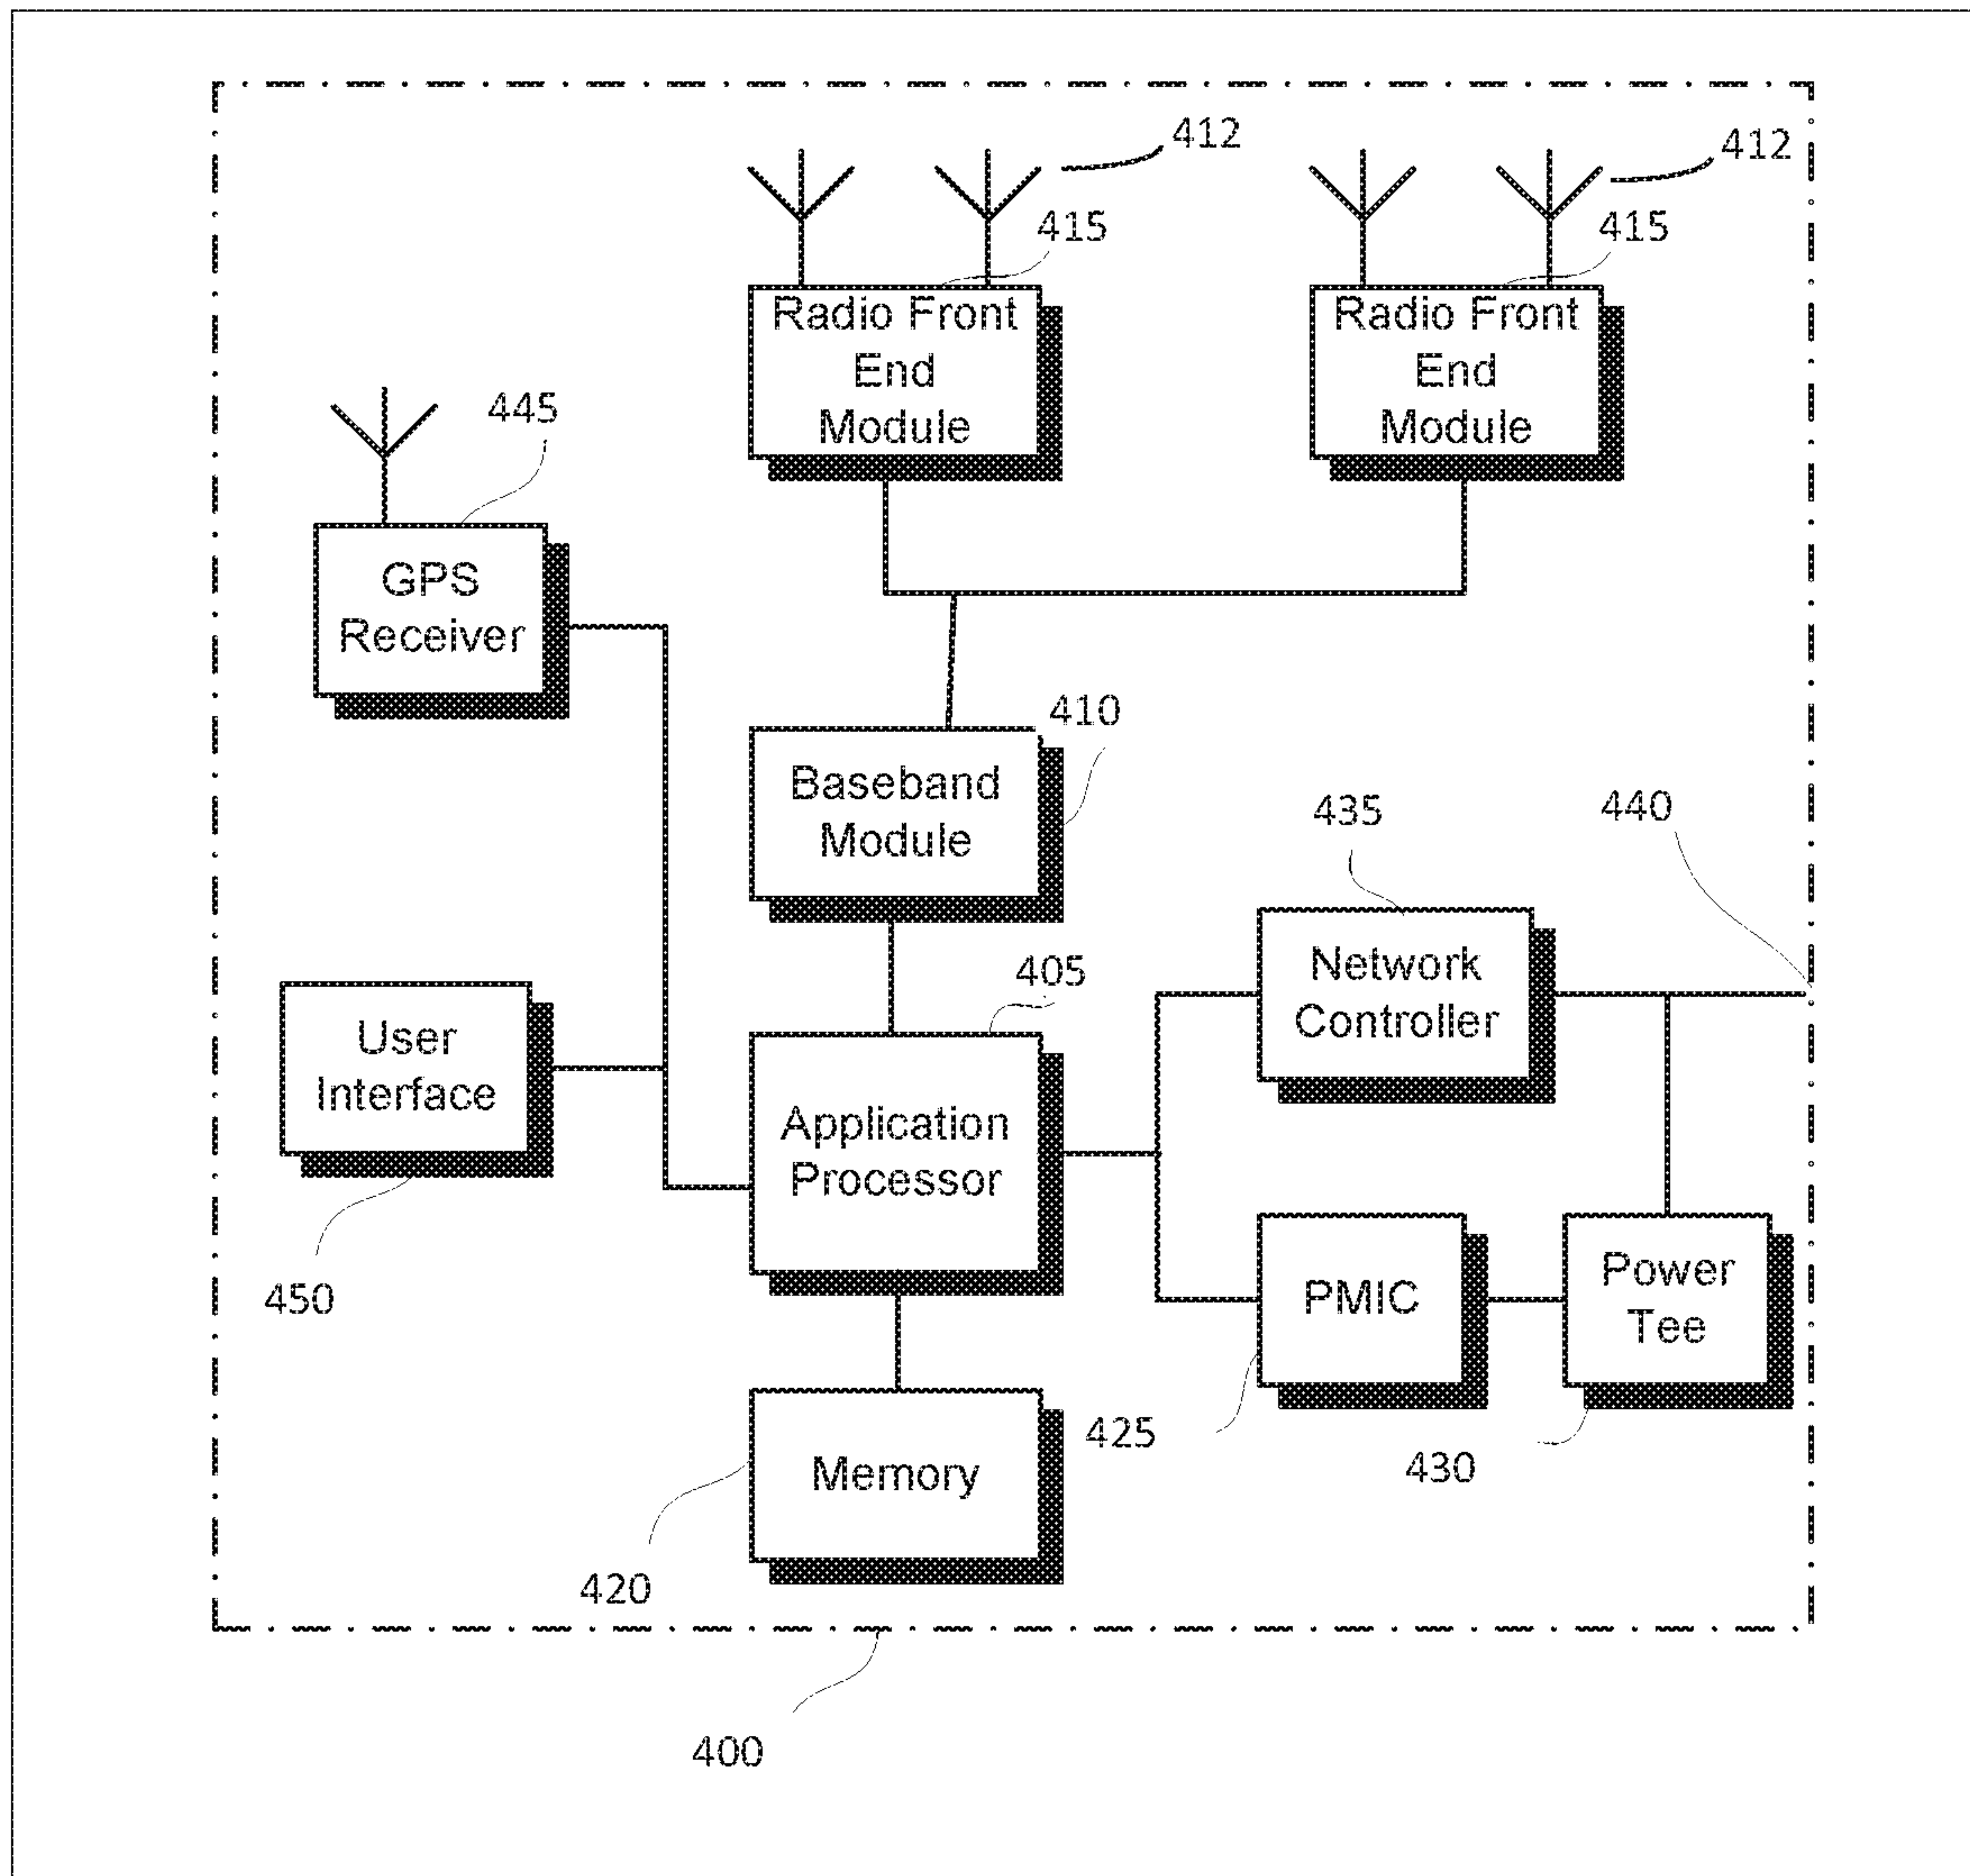 412
412
415
415
Radio Front
End
Module
Radio Front
End
Module
445
GPS
Receiver
410
Baseband
Module
435
440
Network
Controller
405
User
Interface
Application
Processor
450
PMIC
Power
Tee
425
430
Memory
420
400